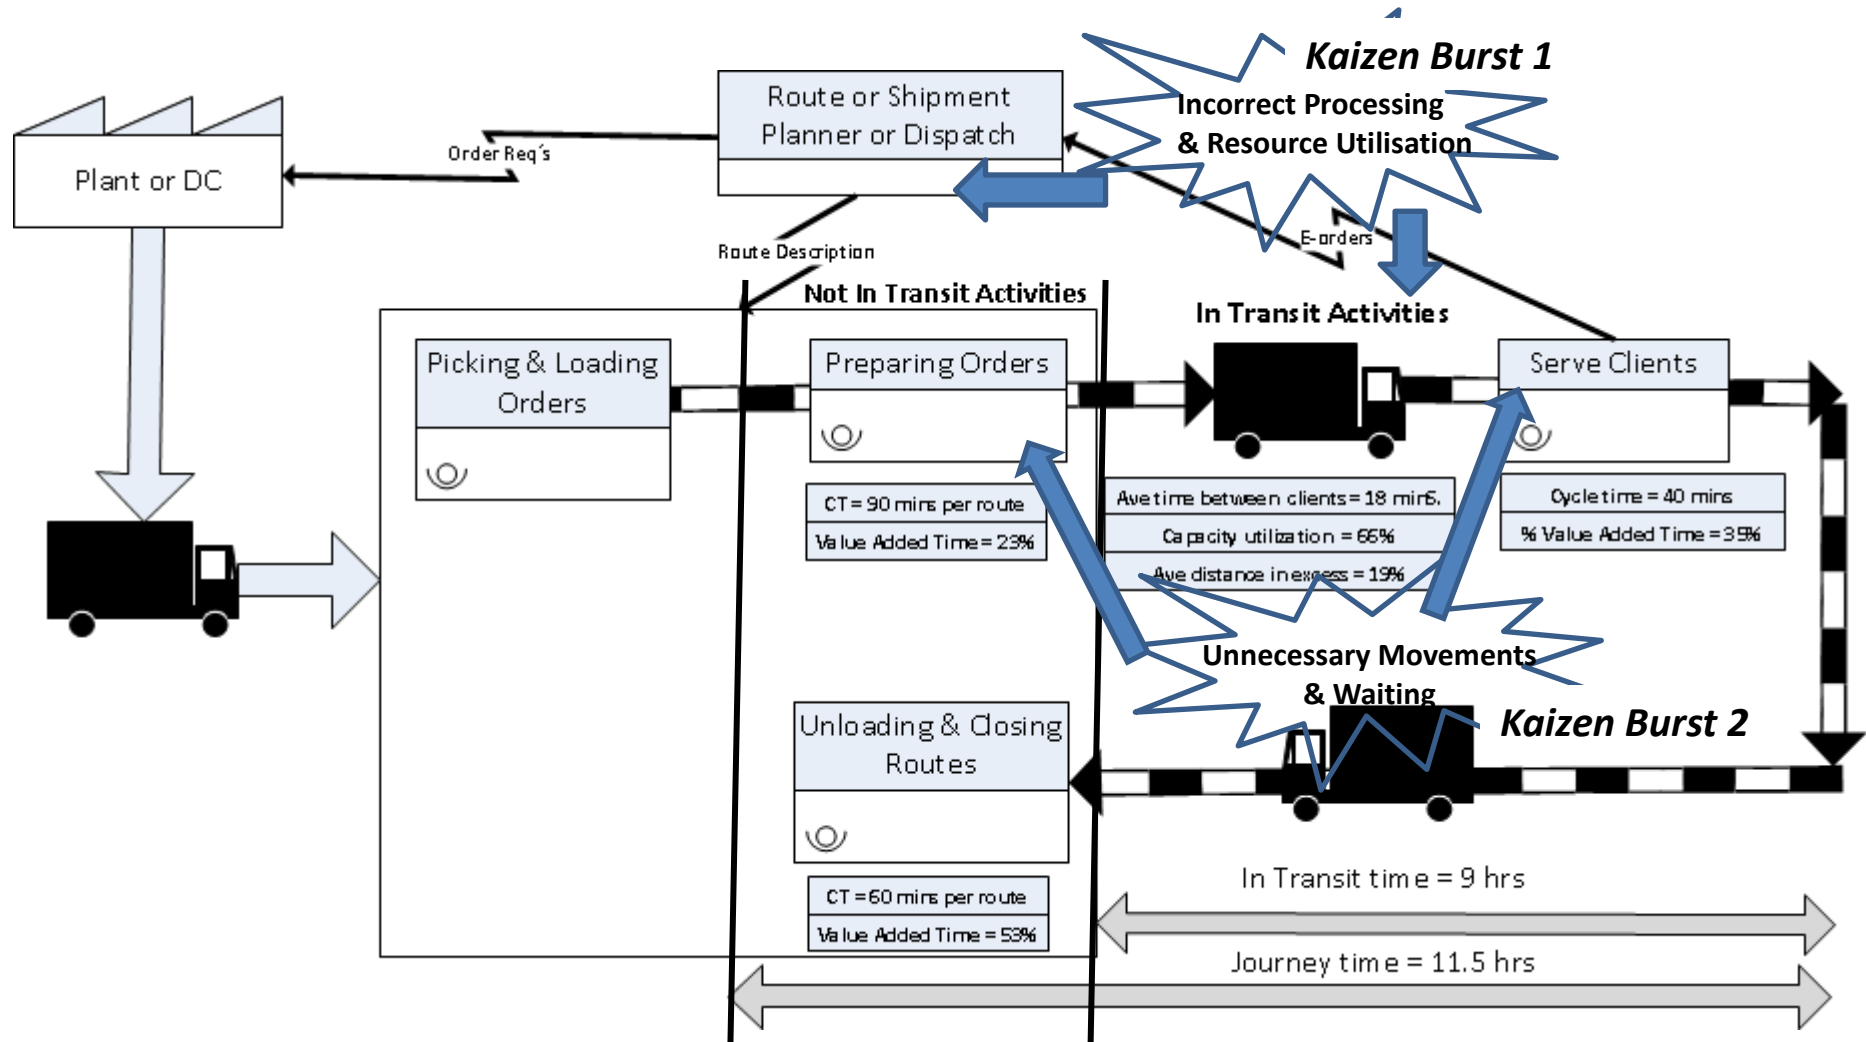 Kaizen Burst 1
Incorrect Processing
& Resource Utilisation
Route or Shipment
Planner or Dispatch
Order Req's
Plant or DC
E-orders
Route Description
Not In Transit Activities
In Transit Activities
Picking & Loading
Orders
Preparing Orders
Serve Clients
CT= 90 mins per route
Value Added Time = 23%
Ave time between clients = 18 minS.
Capacity utilization = 66%
Ave distance in excess = 19%
Cycle time = 40 mins
% Value Added Time = 35%
Unnecessary Movements
& Waiting
Kaizen Burst 2
Unloading & Closing
Routes
CT = 60 mins per route
Value Added Time = 53%
In Transit time = 9 hrs
Journey time = 11.5 hrs